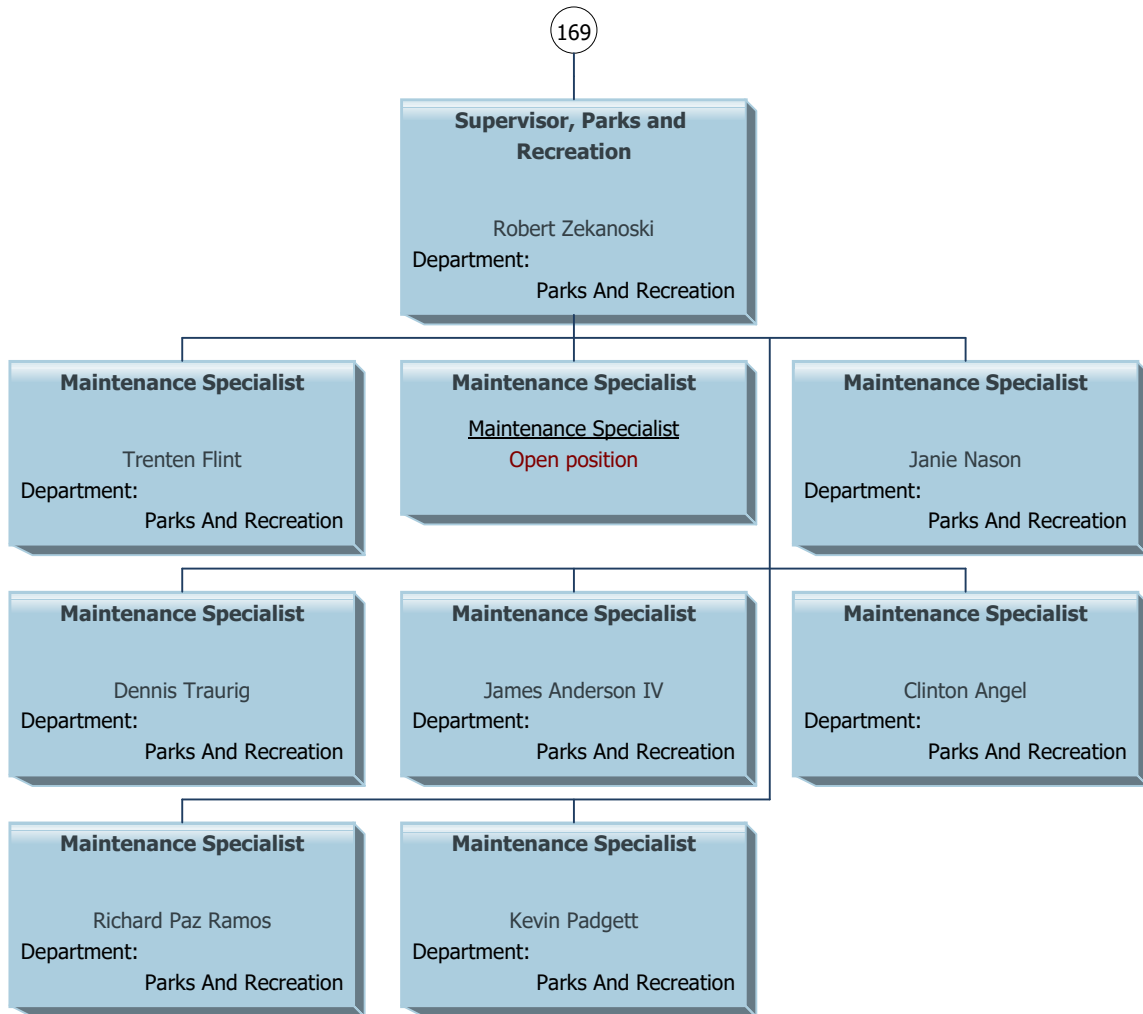 169
Supervisor, Parks and
Recreation
Robert Zekanoski
Department:
Parks And Recreation
Maintenance Specialist
Trenten Flint
Department:
Parks And Recreation
Maintenance Specialist
Maintenance Specialist
Open position
Maintenance Specialist
Janie Nason
Department:
Parks And Recreation
Maintenance Specialist
Dennis Traurig
Department:
Parks And Recreation
Maintenance Specialist
James Anderson IV
Department:
Parks And Recreation
Maintenance Specialist
Clinton Angel
Department:
Parks And Recreation
Maintenance Specialist
Richard Paz Ramos
Department:
Parks And Recreation
Maintenance Specialist
Kevin Padgett
Department:
Parks And Recreation